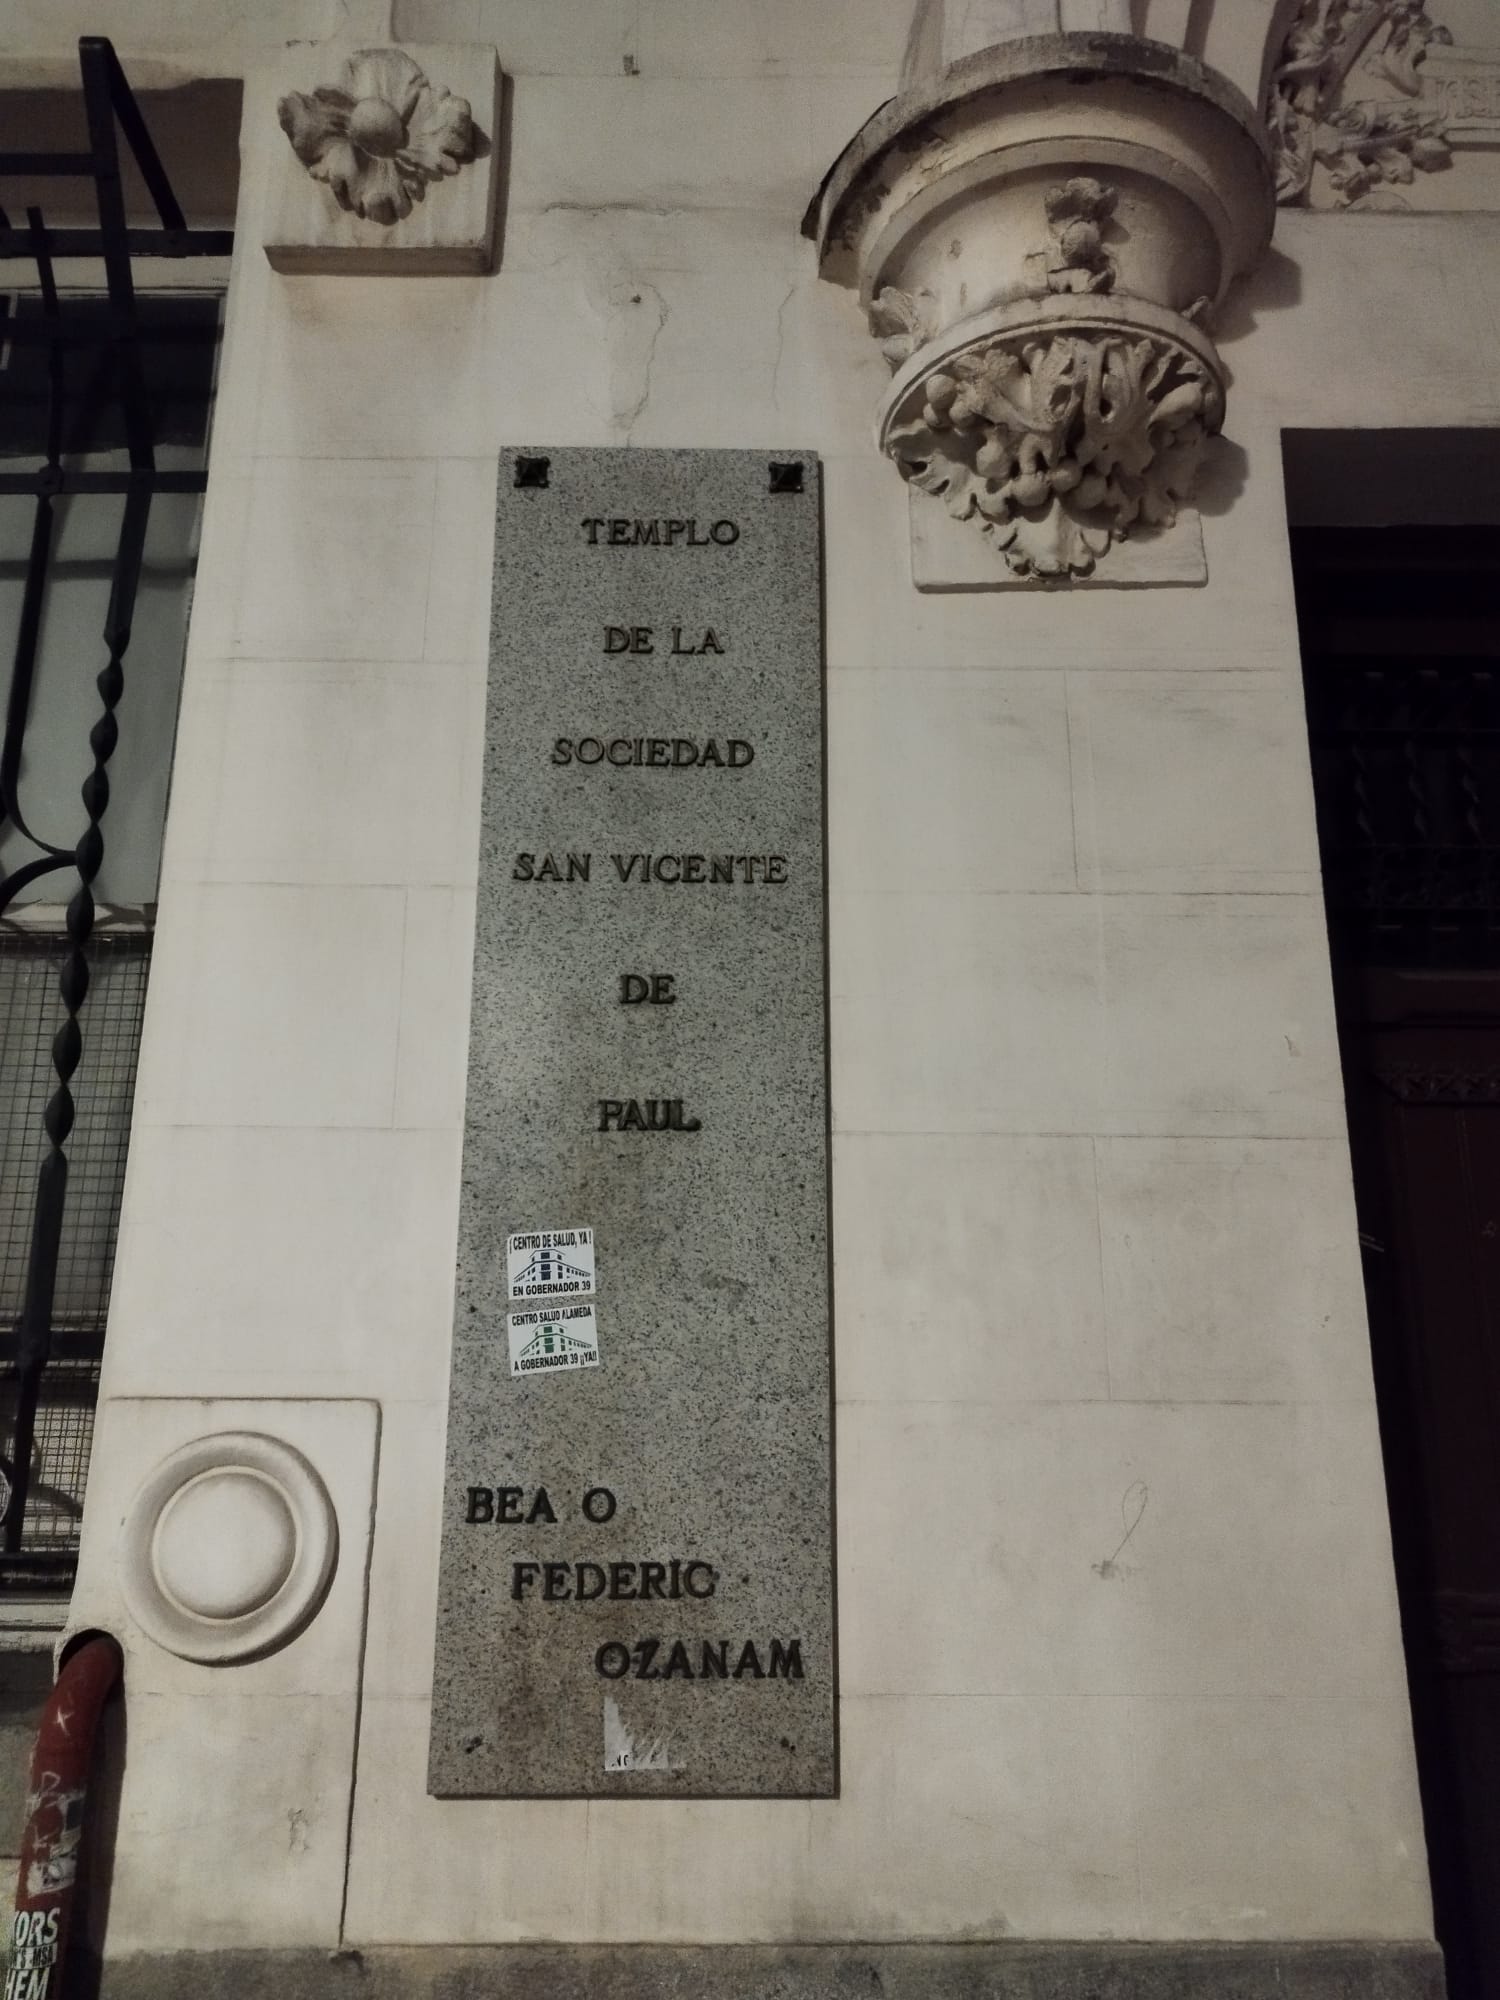 TEMPLO
DE LA
SOCIEDAD
SAN VICENTE
DE
PAUL
¡CENTRO DE SALUD, YA!
EN GOBERNADOR 39
CENTRO SALUD ALAMEDA
A GOBERNADOR 39 ¡¡YA!!
BEA O
FEDERIC
OZANAM